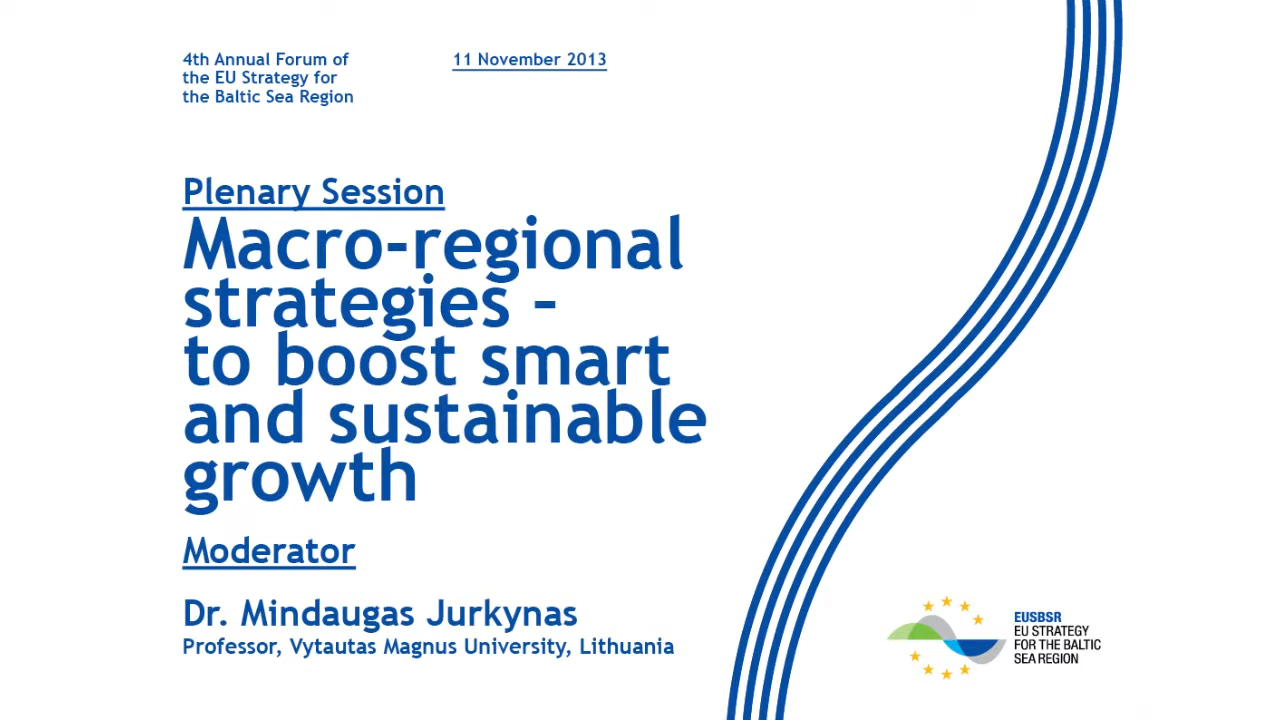 4th Annual Forum of
the EU Strategy for
the Baltic Sea Region
11 November 2013
Plenary Session
Macro-regional
strategies –
to boost smart
and sustainable
growth
Moderator
Dr. Mindaugas Jurkynas
Professor, Vytautas Magnus University, Lithuania
EUSBSR
EU STRATEGY
FOR THE BALTIC
SEA REGION